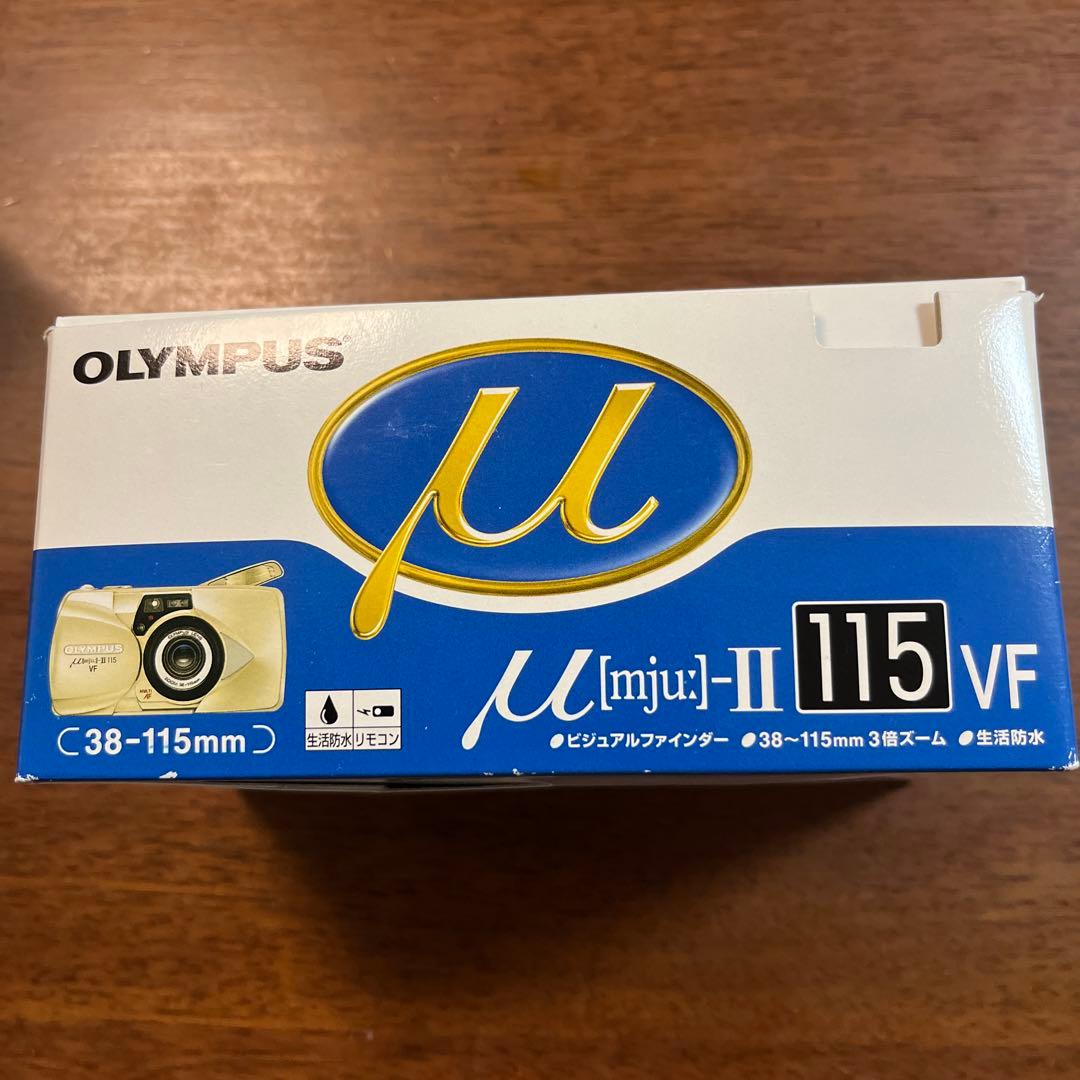 OLYMPUS
μ
OLYMPUS
μ[mju:]-II 115
VF
MULTI
AF
38-115mm
生活防水
リモコン
μ[mju:]-II 115 VF
●ビジュアルファインダー ●38〜115mm 3倍ズーム ●生活防水